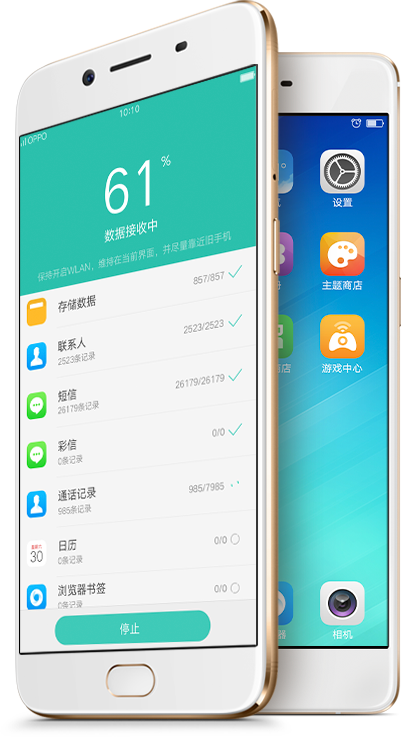 OPPO
10:10
61%
数据接收中
保持开启WLAN，维持在当前界面，并尽量靠近旧手机
存储数据
857/857
联系人
2523/2523
2523条记录
短信
26179/26179
26179条记录
彩信
0/0
0条记录
通话记录
985/7985
985条记录
日历
0/0
0条记录
30
浏览器书签
0/0
0条记录
停止
设置
主题商店
游戏中心
相机